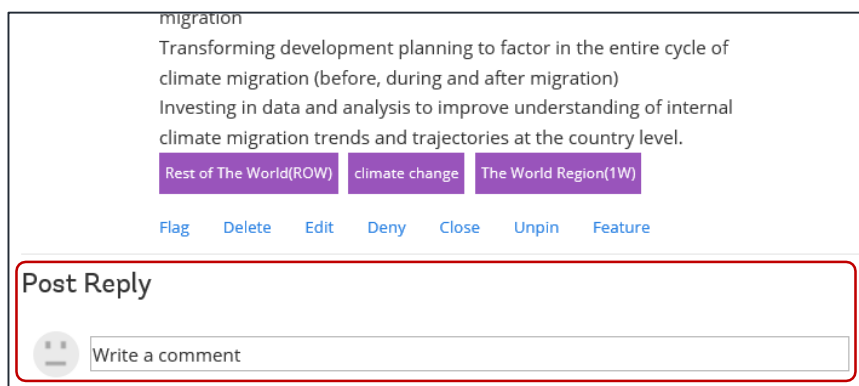 migration
Transforming development planning to factor in the entire cycle of
climate migration (before, during and after migration)
Investing in data and analysis to improve understanding of internal
climate migration trends and trajectories at the country level.
Rest of The World(ROW) climate change The World Region(1W)
Flag Delete Edit Deny Close Unpin Feature
Post Reply
Write a comment